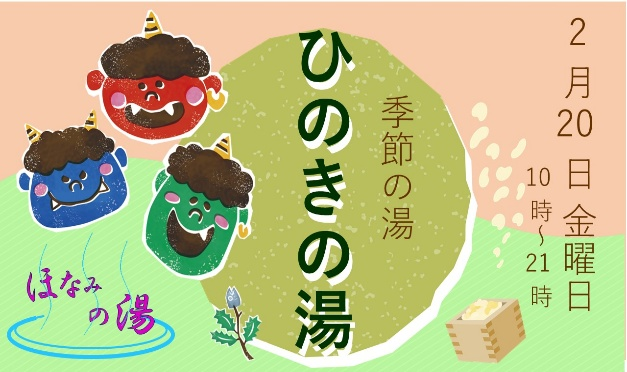 2月20日金曜日
10時～21時
季節の湯
ひのきの湯
ほなみ
の湯